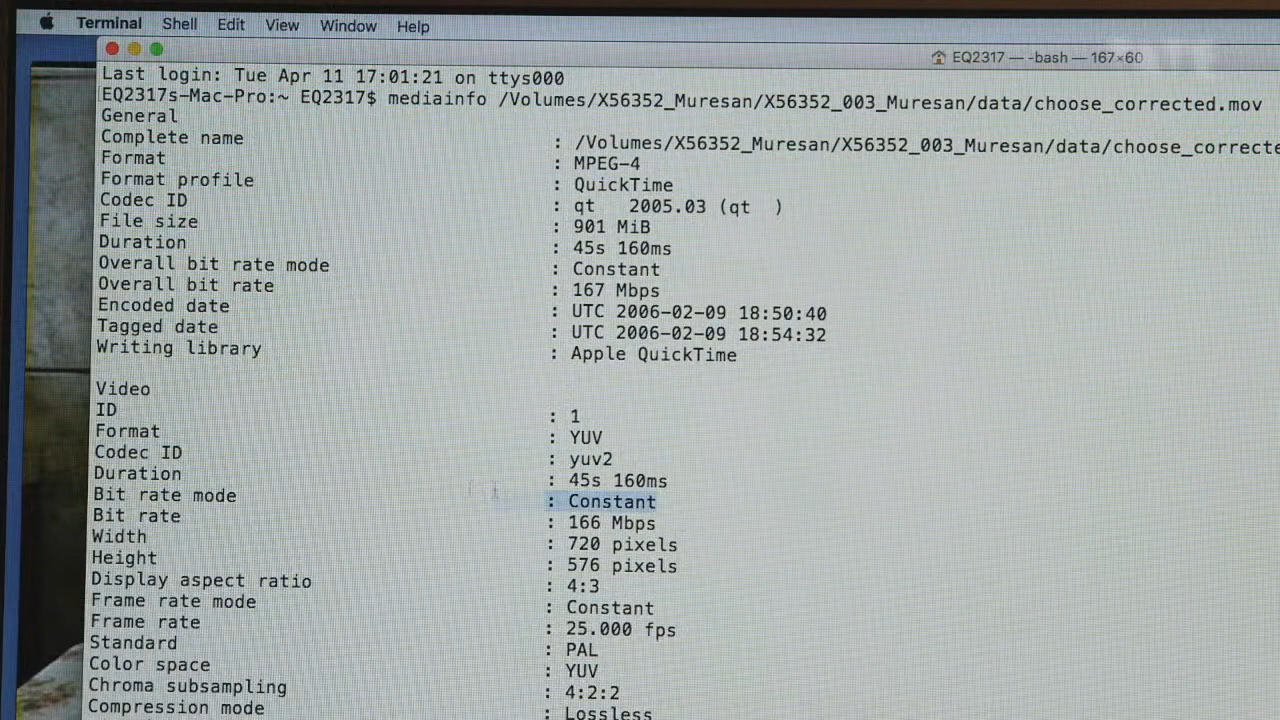 Terminal Shell Edit View Window Help
EQ2317 — -bash — 167×60
Last login: Tue Apr 11 17:01:21 on ttys000
EQ2317s-Mac-Pro:~ EQ2317$ mediainfo /Volumes/X56352_Muresan/X56352_003_Muresan/data/choose_corrected.mov
General
Complete name : /Volumes/X56352_Muresan/X56352_003_Muresan/data/choose_correcte
Format : MPEG-4
Format profile : QuickTime
Codec ID : qt 2005.03 (qt )
File size : 901 MiB
Duration : 45s 160ms
Overall bit rate mode : Constant
Overall bit rate : 167 Mbps
Encoded date : UTC 2006-02-09 18:50:40
Tagged date : UTC 2006-02-09 18:54:32
Writing library : Apple QuickTime
Video
ID : 1
Format : YUV
Codec ID : yuv2
Duration : 45s 160ms
Bit rate mode : Constant
Bit rate : 166 Mbps
Width : 720 pixels
Height : 576 pixels
Display aspect ratio : 4:3
Frame rate mode : Constant
Frame rate : 25.000 fps
Standard : PAL
Color space : YUV
Chroma subsampling : 4:2:2
Compression mode : Lossless